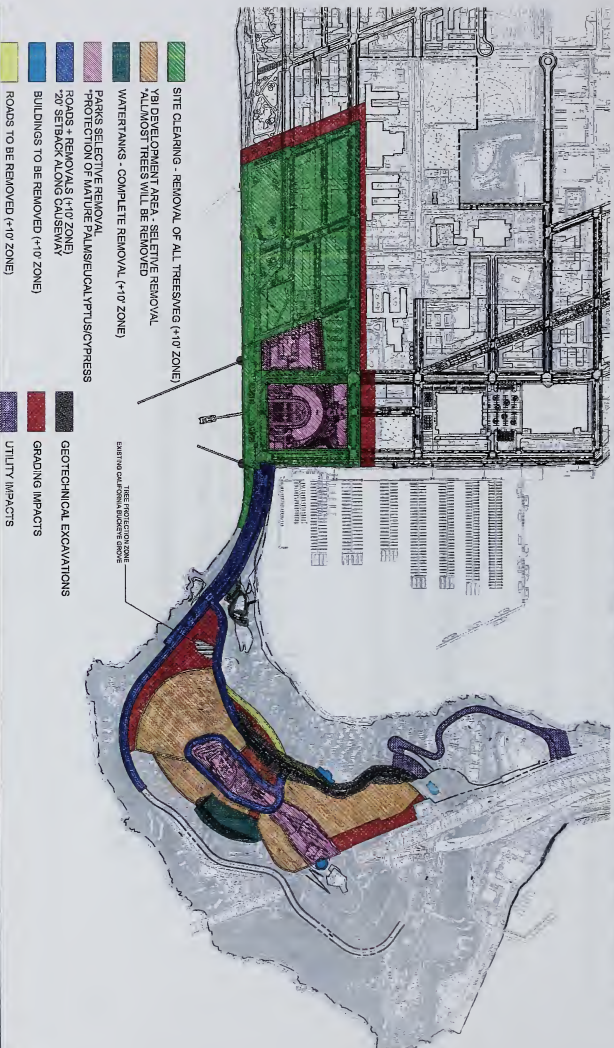 SITE CLEARING - REMOVAL OF ALL TREES/VEG (+10' ZONE)
YBI DEVELOPMENT AREA - SELETIVE REMOVAL
*ALL/MOST TREES WILL BE REMOVED
WATERTANKS - COMPLETE REMOVAL (+10' ZONE)
PARKS SELECTIVE REMOVAL
*PROTECTION OF MATURE PALMS/EUCALYPTUS/CYPRESS
ROADS + REMOVALS (+10' ZONE)
*20' SETBACK ALONG CAUSEWAY
BUILDINGS TO BE REMOVED (+10' ZONE)
ROADS TO BE REMOVED (+10' ZONE)
GEOTECHNICAL EXCAVATIONS
GRADING IMPACTS
UTILITY IMPACTS
TREE PROTECTION ZONE
EXISTING CALIFORNIA BUCKEYE GROVE